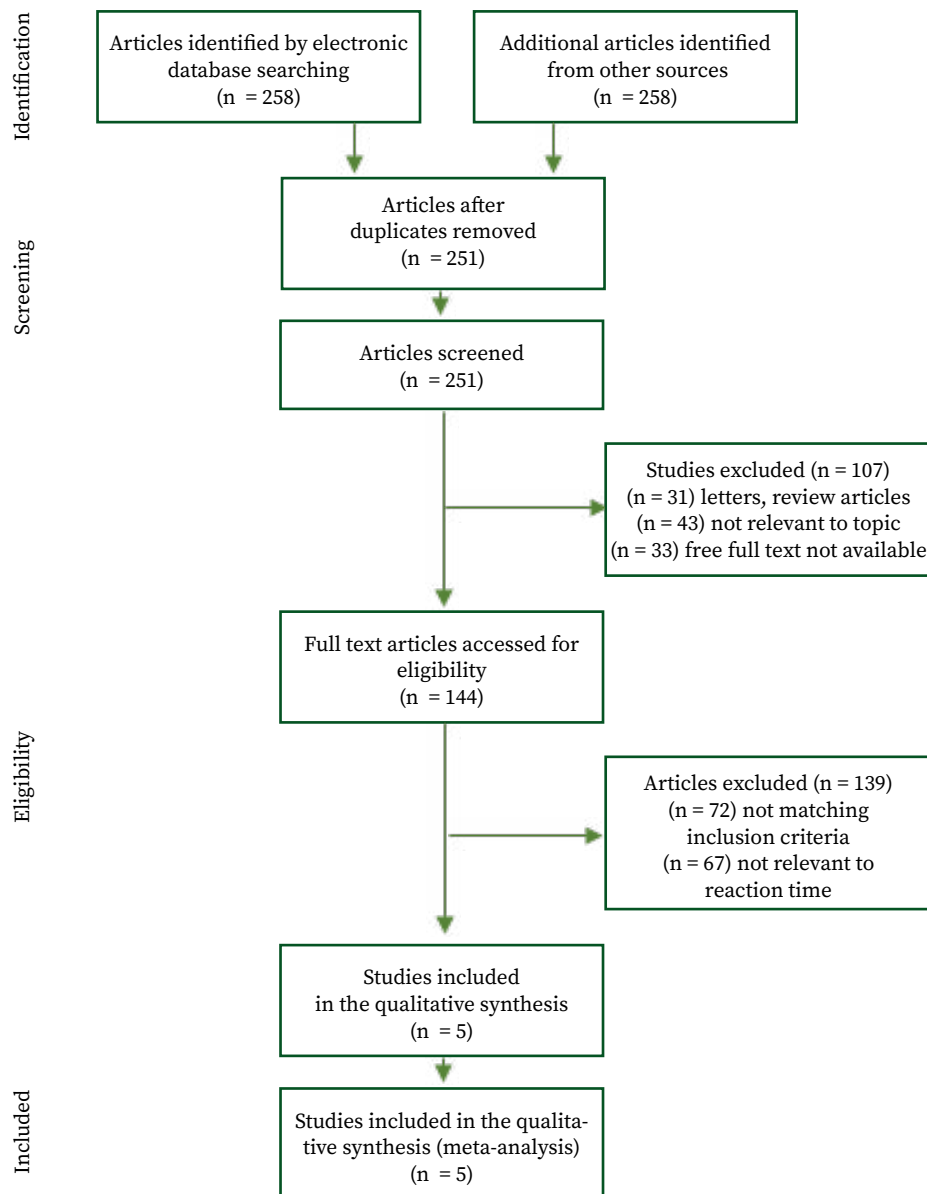 Identification
Articles identified by electronic
database searching
(n = 258)
Additional articles identified
from other sources
(n = 258)
Screening
Articles after
duplicates removed
(n = 251)
Articles screened
(n = 251)
Studies excluded (n = 107)
(n = 31) letters, review articles
(n = 43) not relevant to topic
(n = 33) free full text not available
Eligibility
Full text articles accessed for
eligibility
(n = 144)
Articles excluded (n = 139)
(n = 72) not matching
inclusion criteria
(n = 67) not relevant to
reaction time
Studies included
in the qualitative synthesis
(n = 5)
Included
Studies included in the qualita-
tive synthesis (meta-analysis)
(n = 5)